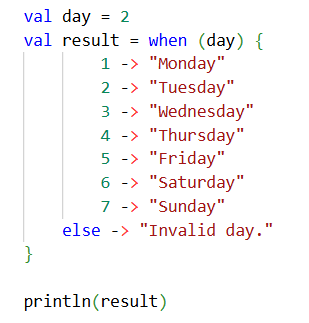 val day = 2
val result = when (day) {
1 -> "Monday"
2 -> "Tuesday"
3 -> "Wednesday"
4 -> "Thursday"
5 -> "Friday"
6 -> "Saturday"
7 -> "Sunday"
else -> "Invalid day."
}
println(result)